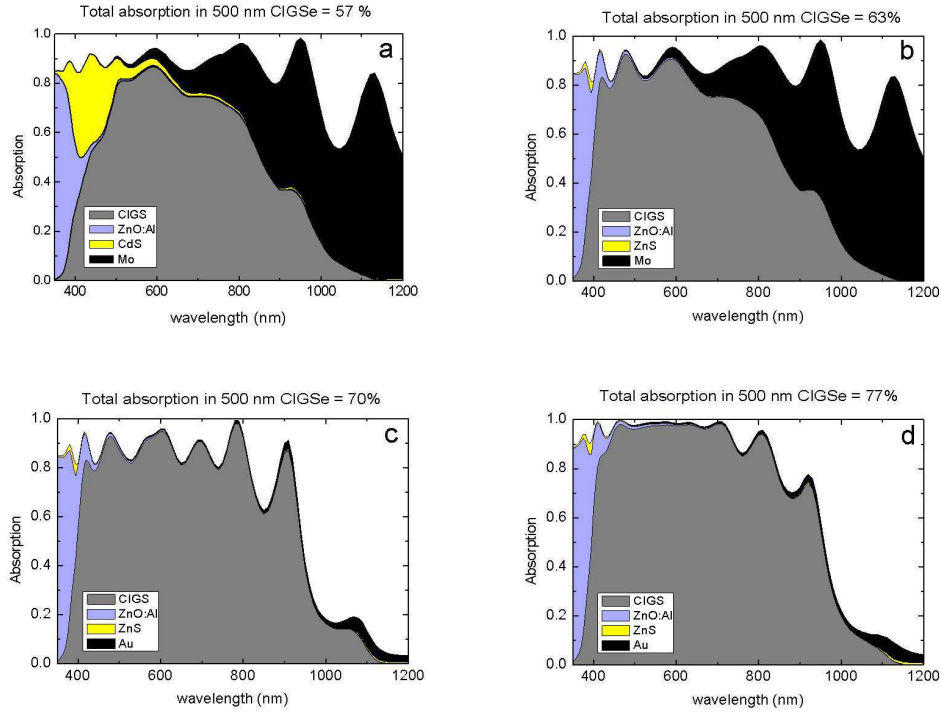 Total absorption in 500 nm CIGSe = 57 %
a
1.0
0.8
0.6
0.4
0.2
0.0
Absorption
CIGS
ZnO:Al
CdS
Mo
400
600
800
1000
1200
wavelength (nm)
Total absorption in 500 nm CIGSe = 63%
b
1.0
0.8
0.6
0.4
0.2
0.0
Absorption
CIGS
ZnO:Al
ZnS
Mo
400
600
800
1000
1200
wavelength (nm)
Total absorption in 500 nm CIGSe = 70%
c
1.0
0.8
0.6
0.4
0.2
0.0
Absorption
CIGS
ZnO:Al
ZnS
Au
400
600
800
1000
1200
wavelength (nm)
Total absorption in 500 nm CIGSe = 77%
d
1.0
0.8
0.6
0.4
0.2
0.0
Absorption
CIGS
ZnO:Al
ZnS
Au
400
600
800
1000
1200
wavelength (nm)